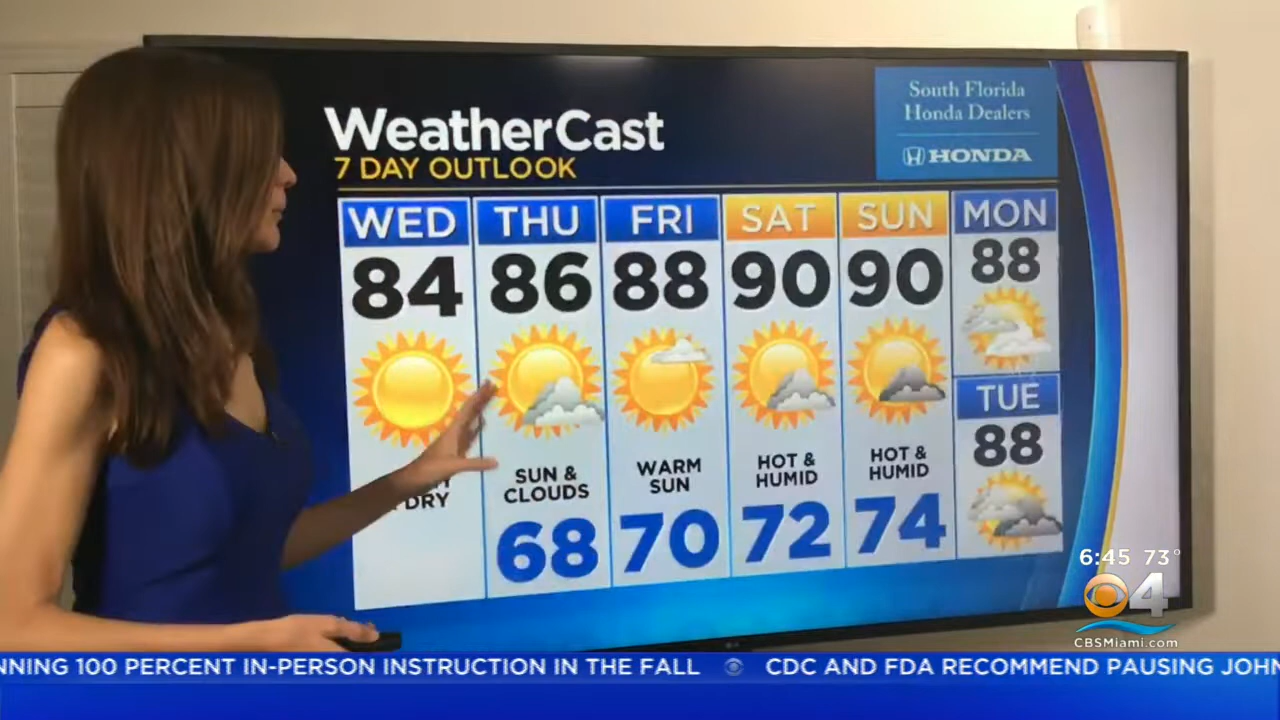 WeatherCast
7 DAY OUTLOOK
South Florida
Honda Dealers
HONDA
WED
84
DRY
THU
86
SUN &
CLOUDS
68
FRI
88
WARM
SUN
70
SAT
90
HOT &
HUMID
72
SUN
90
HOT &
HUMID
74
MON
88
TUE
88
6:45 73°
4
CBSMiami.com
NNING 100 PERCENT IN-PERSON INSTRUCTION IN THE FALL CDC AND FDA RECOMMEND PAUSING JOHN